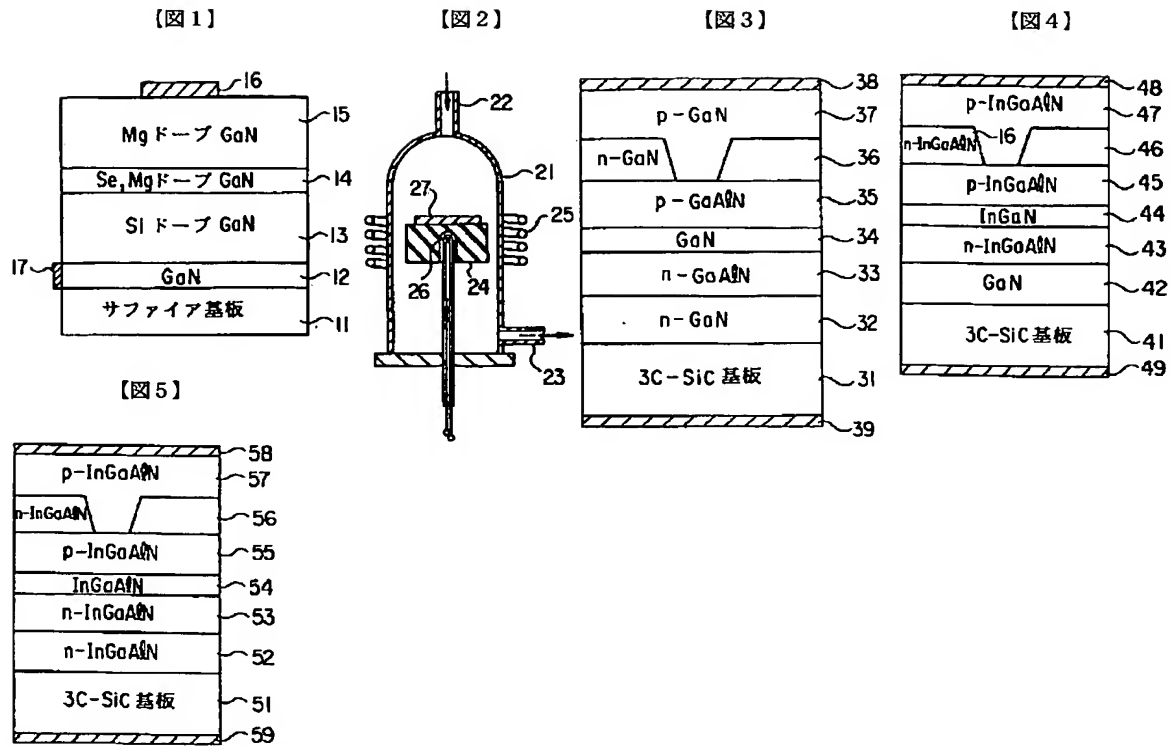 【図1】
16
Mg ドープ GaN
15
Se,Mgドープ GaN
14
Si ドープ GaN
13
17
GaN
12
サファイア基板
11
【図2】
22
21
27
25
26
24
23
【図3】
38
p-GaN
37
n-GaN
36
p-GaAlN
35
GaN
34
n-GaAlN
33
n-GaN
32
3C-SiC 基板
31
39
【図4】
48
p-InGaAlN
47
n-InGaAlN
16
46
p-InGaAlN
45
InGaN
44
n-InGaAlN
43
GaN
42
3C-SiC 基板
41
49
【図5】
58
p-InGaAlN
57
n-InGaAlN
56
p-InGaAlN
55
InGaAlN
54
n-InGaAlN
53
n-InGaAlN
52
3C-SiC 基板
51
59